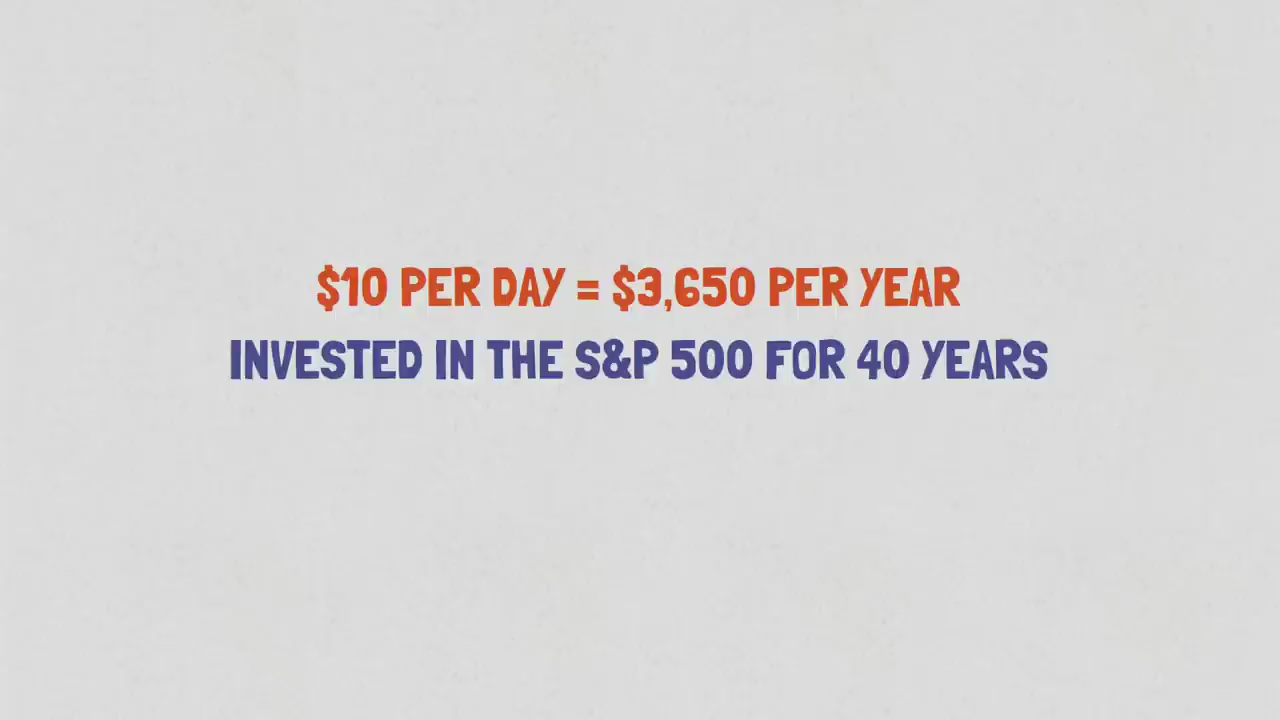 $10 PER DAY = $3,650 PER YEAR
INVESTED IN THE S&P 500 FOR 40 YEARS